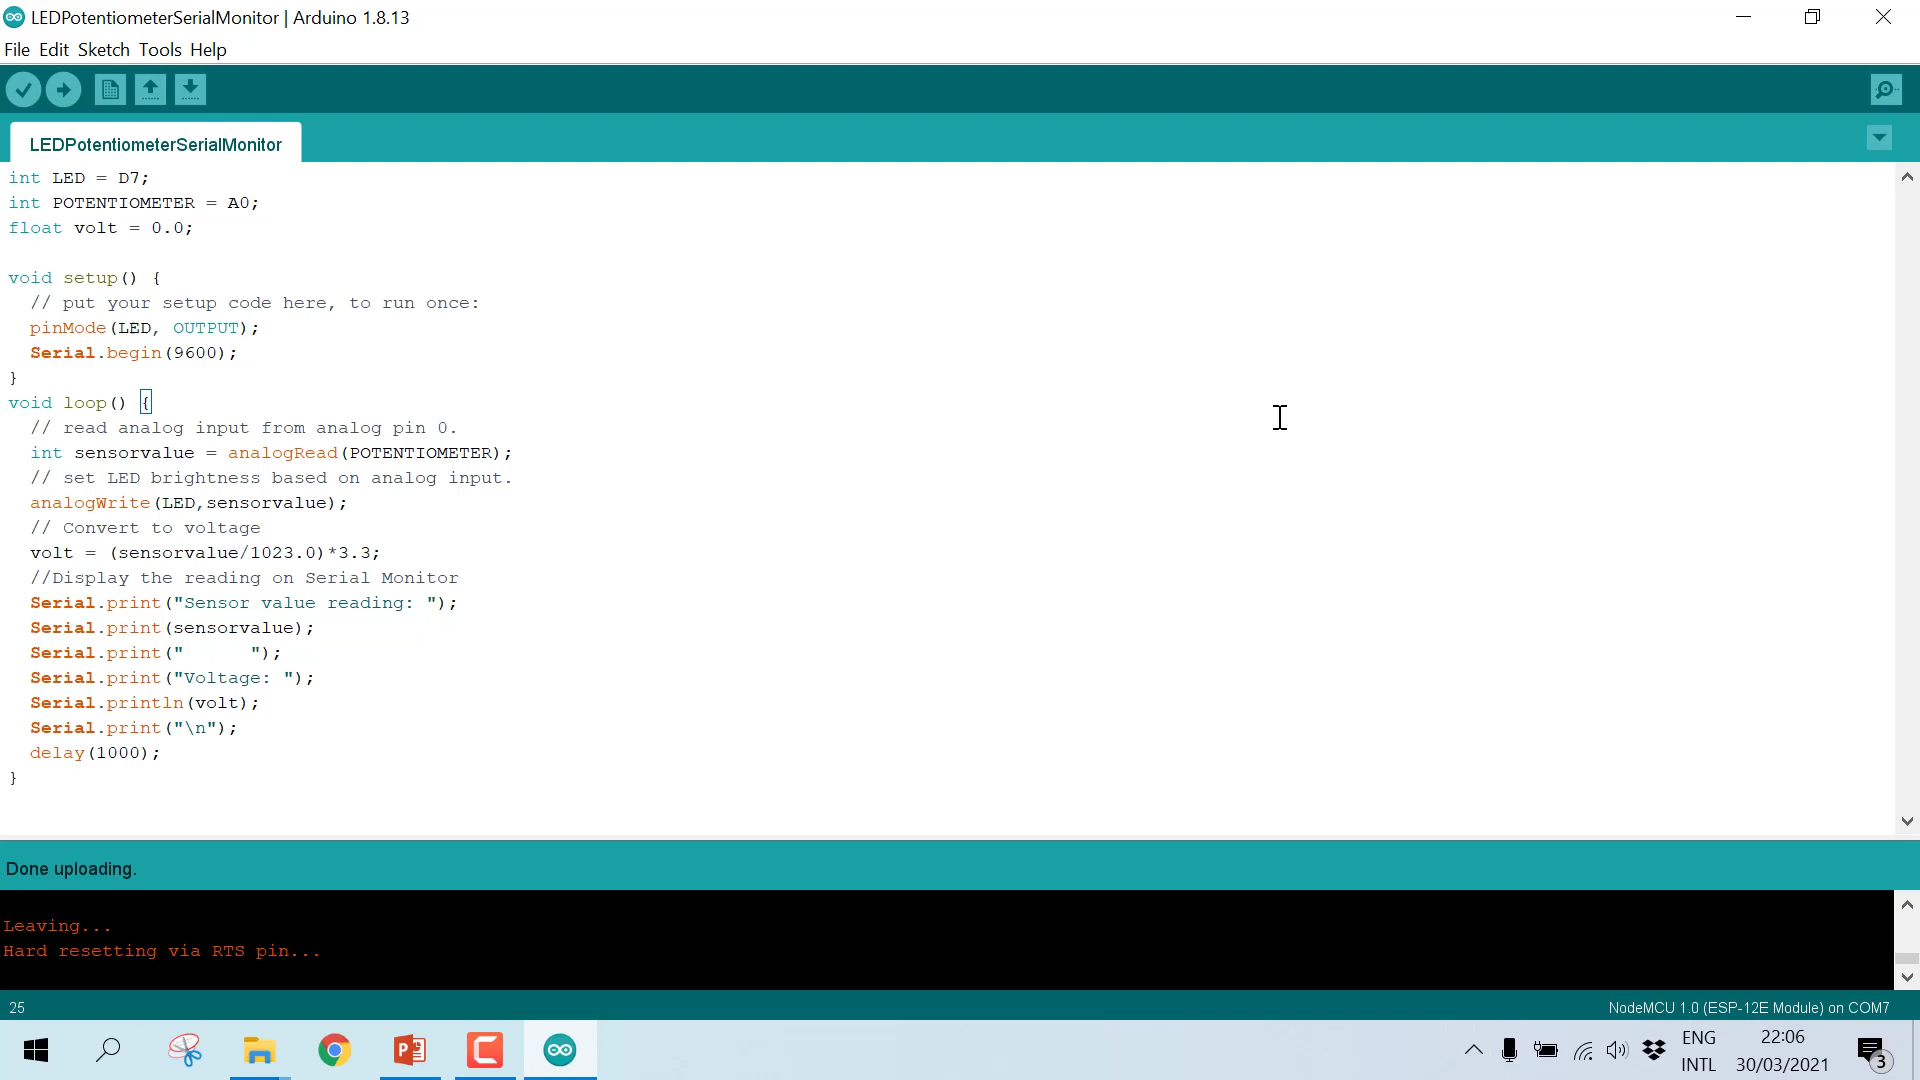 LEDPotentiometerSerialMonitor | Arduino 1.8.13
File Edit Sketch Tools Help
LEDPotentiometerSerialMonitor
int LED = D7;
int POTENTIOMETER = A0;
float volt = 0.0;
void setup() {
  // put your setup code here, to run once:
  pinMode(LED, OUTPUT);
  Serial.begin(9600);
}
void loop() {
  // read analog input from analog pin 0.
  int sensorvalue = analogRead(POTENTIOMETER);
  // set LED brightness based on analog input.
  analogWrite(LED,sensorvalue);
  // Convert to voltage
  volt = (sensorvalue/1023.0)*3.3;
  //Display the reading on Serial Monitor
  Serial.print("Sensor value reading: ");
  Serial.print(sensorvalue);
  Serial.print("      ");
  Serial.print("Voltage: ");
  Serial.println(volt);
  Serial.print("\n");
  delay(1000);
}
Done uploading.
Leaving...
Hard resetting via RTS pin...
25
NodeMCU 1.0 (ESP-12E Module) on COM7
ENG
INTL
22:06
30/03/2021
3